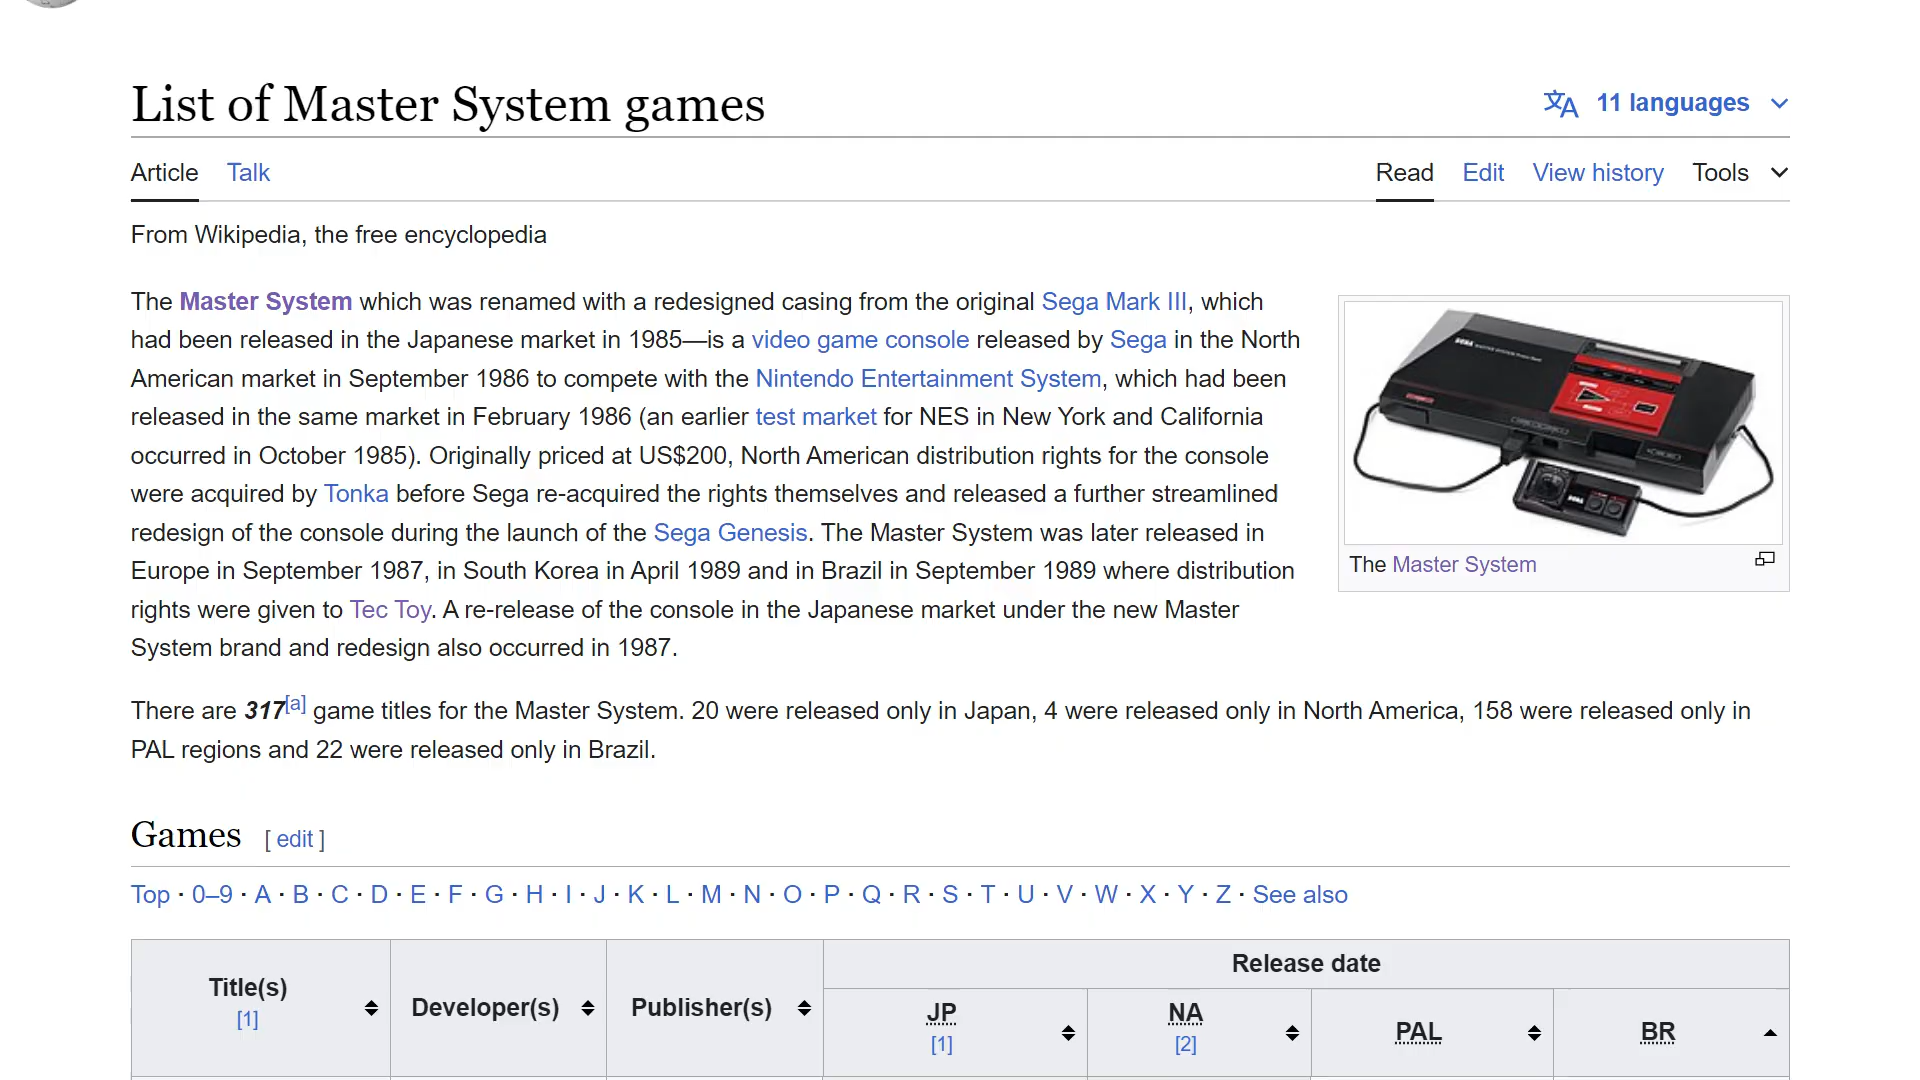 List of Master System games
11 languages
Article Talk
Read Edit View history Tools
From Wikipedia, the free encyclopedia
The Master System which was renamed with a redesigned casing from the original Sega Mark III, which
had been released in the Japanese market in 1985—is a video game console released by Sega in the North
American market in September 1986 to compete with the Nintendo Entertainment System, which had been
released in the same market in February 1986 (an earlier test market for NES in New York and California
occurred in October 1985). Originally priced at US$200, North American distribution rights for the console
were acquired by Tonka before Sega re-acquired the rights themselves and released a further streamlined
redesign of the console during the launch of the Sega Genesis. The Master System was later released in
Europe in September 1987, in South Korea in April 1989 and in Brazil in September 1989 where distribution
rights were given to Tec Toy. A re-release of the console in the Japanese market under the new Master
System brand and redesign also occurred in 1987.
SEGA
The Master System
There are 317[a] game titles for the Master System. 20 were released only in Japan, 4 were released only in North America, 158 were released only in
PAL regions and 22 were released only in Brazil.
Games [ edit ]
Top · 0–9 · A · B · C · D · E · F · G · H · I · J · K · L · M · N · O · P · Q · R · S · T · U · V · W · X · Y · Z · See also
Title(s)
[1]
Developer(s)
Publisher(s)
Release date
JP
[1]
NA
[2]
PAL
BR